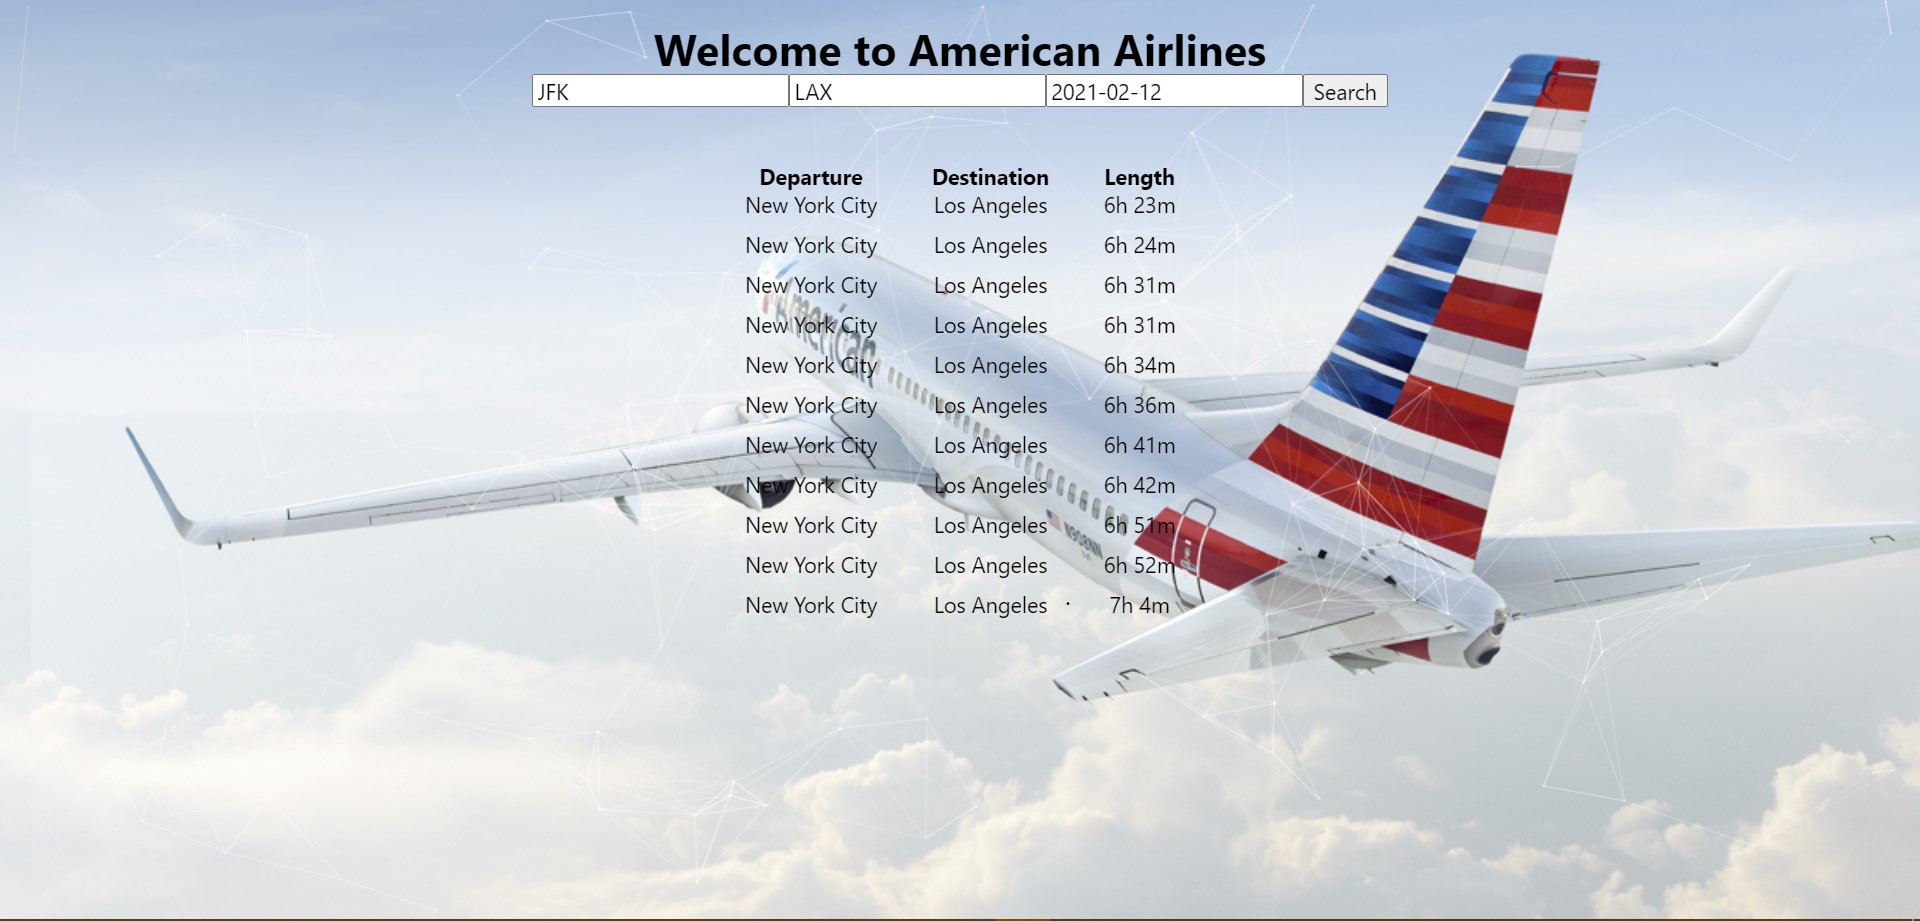 Welcome to American Airlines
JFK LAX 2021-02-12 Search
Departure Destination Length
New York City Los Angeles 6h 23m
New York City Los Angeles 6h 24m
New York City Los Angeles 6h 31m
New York City Los Angeles 6h 31m
New York City Los Angeles 6h 34m
New York City Los Angeles 6h 36m
New York City Los Angeles 6h 41m
New York City Los Angeles 6h 42m
New York City Los Angeles 6h 51m
New York City Los Angeles 6h 52m
New York City Los Angeles 7h 4m
American
N908NN